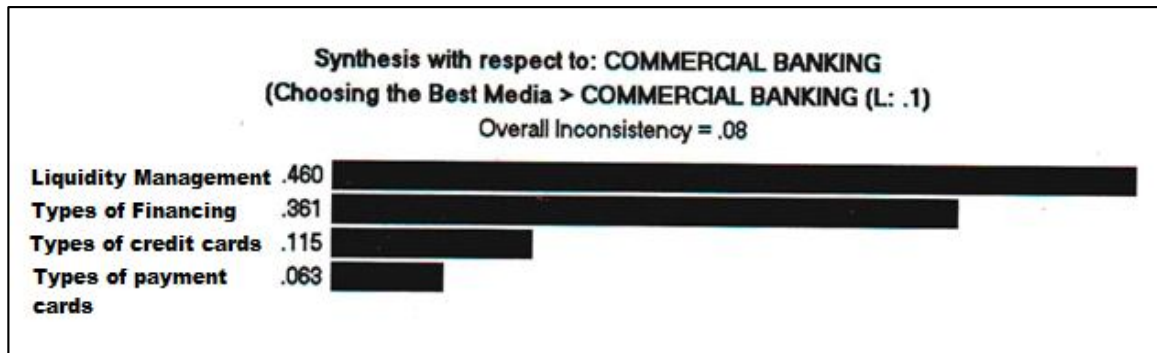 Synthesis with respect to: COMMERCIAL BANKING
(Choosing the Best Media > COMMERCIAL BANKING (L: .1)
Overall Inconsistency = .08
Liquidity Management .460
Types of Financing .361
Types of credit cards .115
Types of payment .063
cards